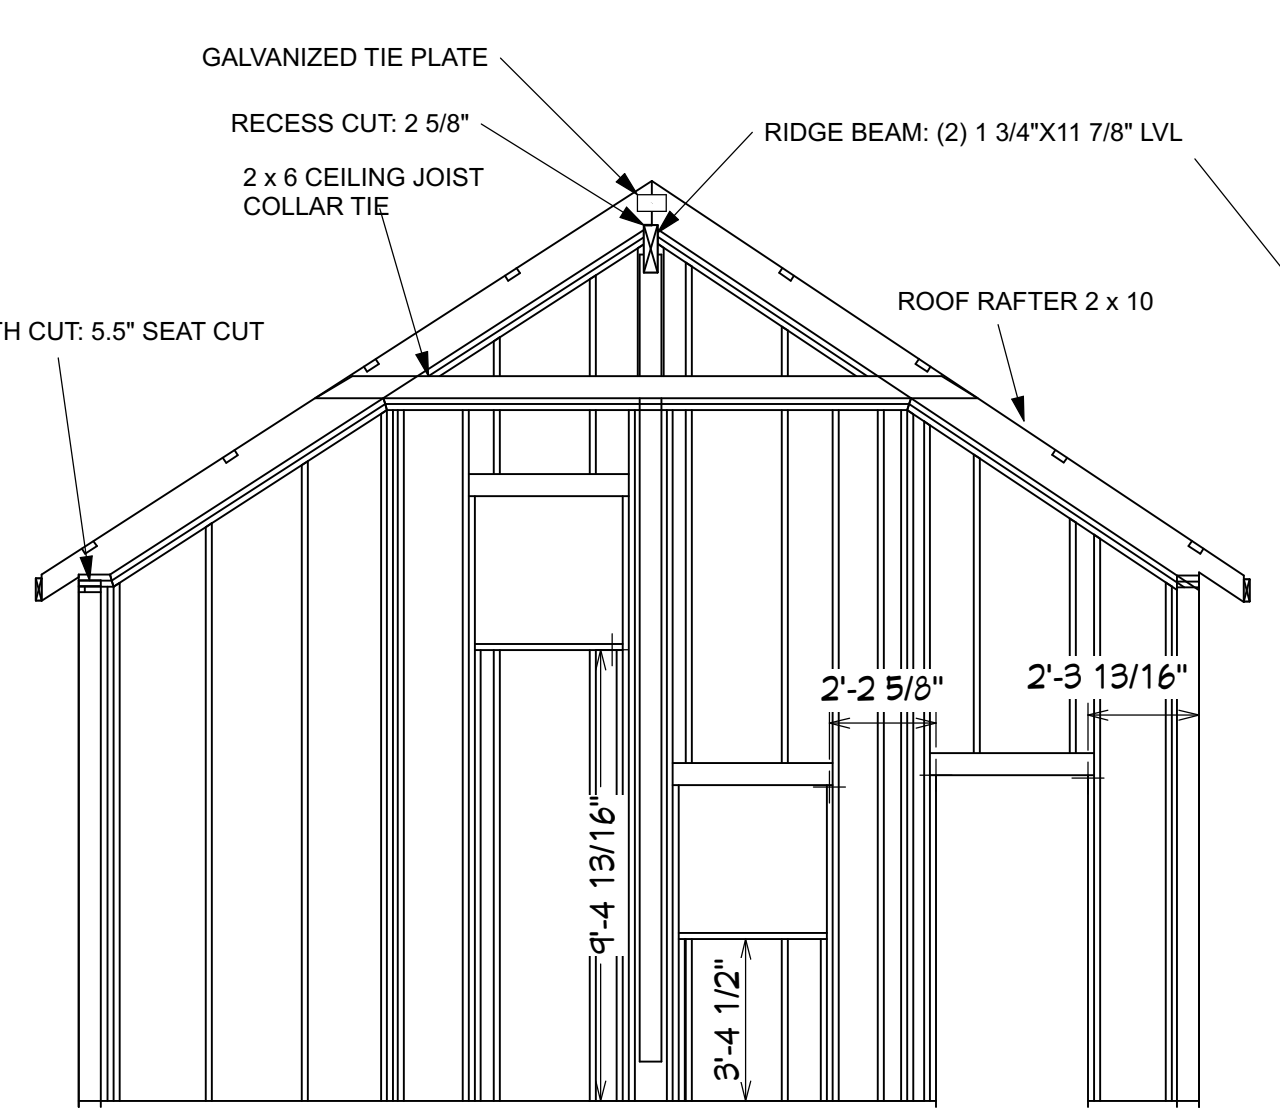 GALVANIZED TIE PLATE
RECESS CUT: 2 5/8"
RIDGE BEAM: (2) 1 3/4"X11 7/8" LVL
2 x 6 CEILING JOIST
COLLAR TIE
ROOF RAFTER 2 x 10
TH CUT: 5.5" SEAT CUT
2'-3 13/16"
2'-2 5/8"
9'-4 13/16"
3'-4 1/2"